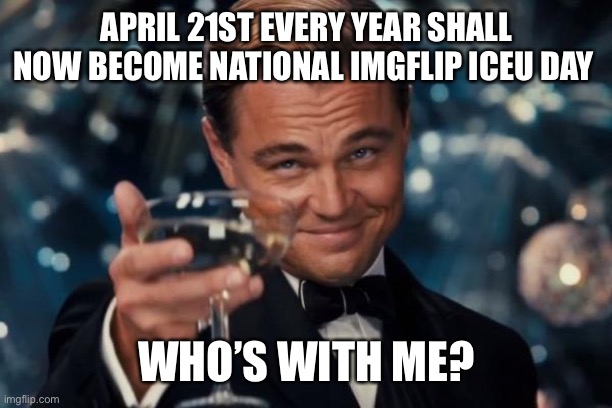 APRIL 21ST EVERY YEAR SHALL
NOW BECOME NATIONAL IMGFLIP ICEU DAY
WHO'S WITH ME?
imgflip.com